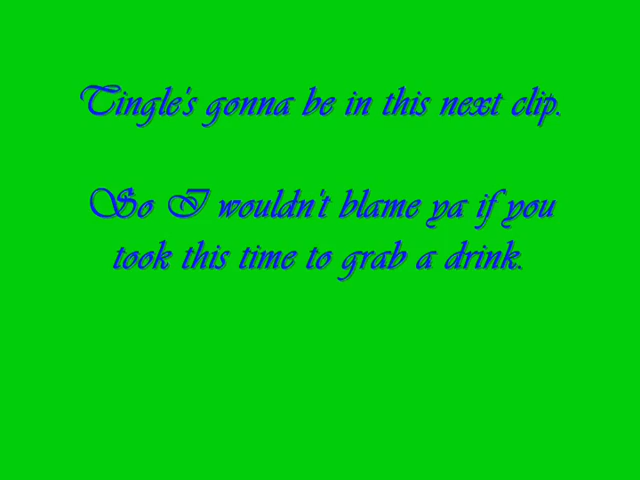 Tingle's gonna be in this next clip.
So I wouldn't blame ya if you
took this time to grab a drink.